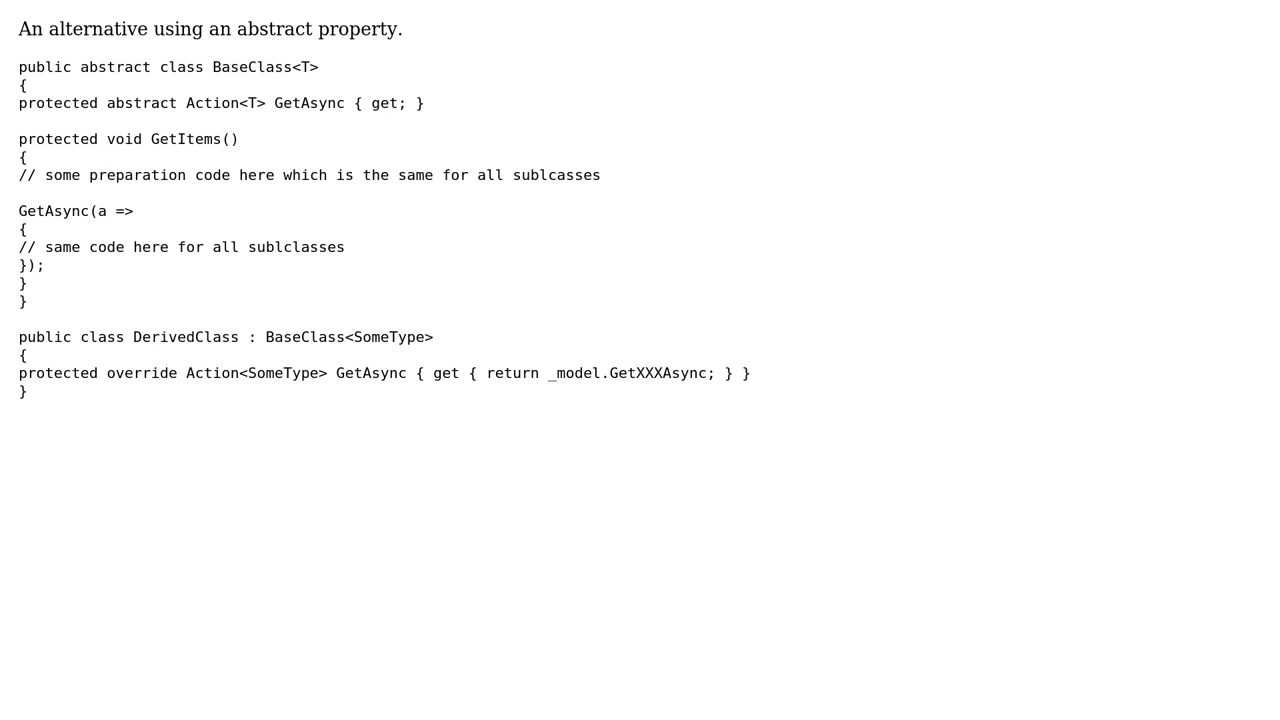 An alternative using an abstract property.
public abstract class BaseClass<T>
{
protected abstract Action<T> GetAsync { get; }
protected void GetItems()
{
// some preparation code here which is the same for all sublcasses
GetAsync(a =>
{
// same code here for all sublclasses
});
}
}
public class DerivedClass : BaseClass<SomeType>
{
protected override Action<SomeType> GetAsync { get { return _model.GetXXXAsync; } }
}